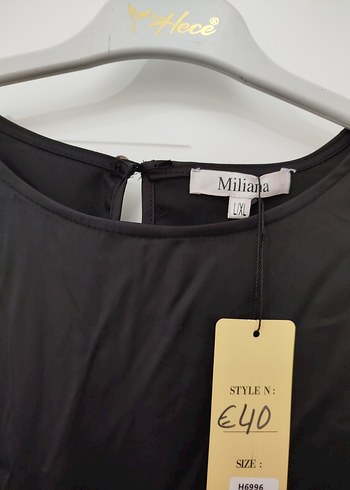 Hece®
Miliana
L/XL
STYLE N :
€40
SIZE :
H6996